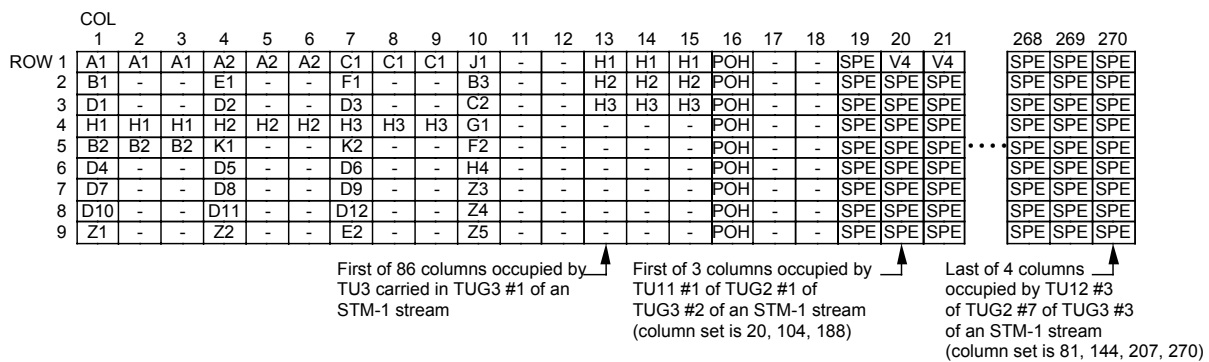 COL
1 2 3 4 5 6 7 8 9 10 11 12 13 14 15 16 17 18 19 20 21 268 269 270
ROW 1 A1 A1 A1 A2 A2 A2 C1 C1 C1 J1 - - H1 H1 H1 POH - - SPE V4 V4 SPE SPE SPE
2 B1 - - E1 - - F1 - - B3 - - H2 H2 H2 POH - - SPE SPE SPE SPE SPE SPE
3 D1 - - D2 - - D3 - - C2 - - H3 H3 H3 POH - - SPE SPE SPE SPE SPE SPE
4 H1 H1 H1 H2 H2 H2 H3 H3 H3 G1 - - - - - POH - - SPE SPE SPE SPE SPE SPE
5 B2 B2 B2 K1 - - K2 - - F2 - - - - - POH - - SPE SPE SPE • • • • SPE SPE SPE
6 D4 - - D5 - - D6 - - H4 - - - - - POH - - SPE SPE SPE SPE SPE SPE
7 D7 - - D8 - - D9 - - Z3 - - - - - POH - - SPE SPE SPE SPE SPE SPE
8 D10 - - D11 - - D12 - - Z4 - - - - - POH - - SPE SPE SPE SPE SPE SPE
9 Z1 - - Z2 - - E2 - - Z5 - - - - - POH - - SPE SPE SPE SPE SPE SPE
First of 86 columns occupied by
TU3 carried in TUG3 #1 of an
STM-1 stream
First of 3 columns occupied by
TU11 #1 of TUG2 #1 of
TUG3 #2 of an STM-1 stream
(column set is 20, 104, 188)
Last of 4 columns
occupied by TU12 #3
of TUG2 #7 of TUG3 #3
of an STM-1 stream
(column set is 81, 144, 207, 270)